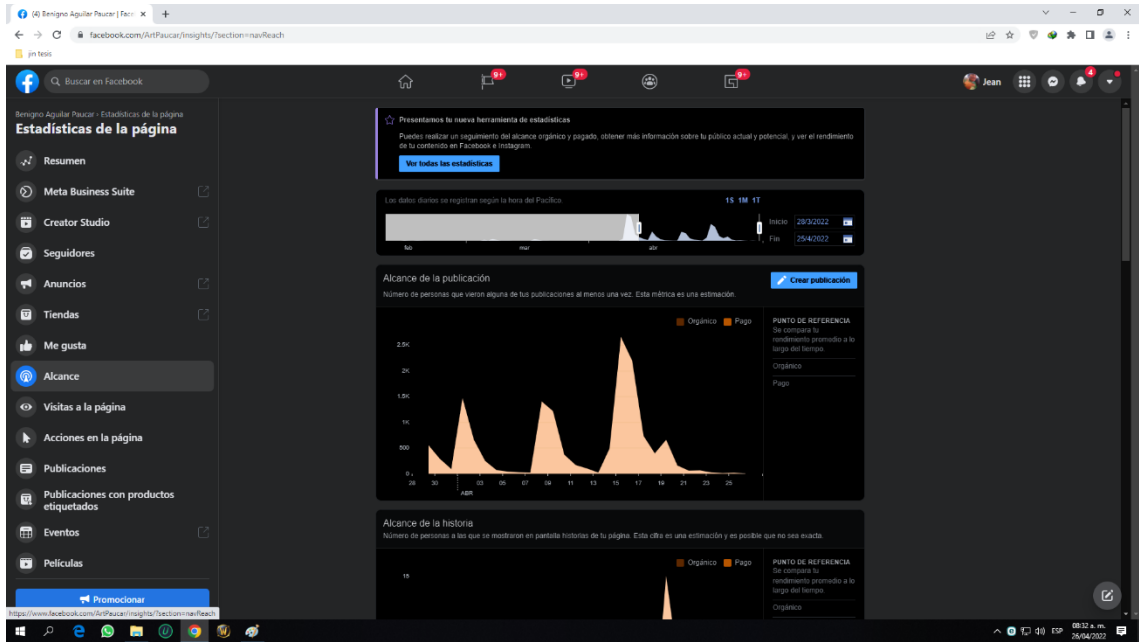 (4) Benigno Aguilar Paucar | Face
facebook.com/ArtPaucar/insights/?section=navReach
jin tesis
Buscar en Facebook
9+
9+
9+
Jean
4
Benigno Aguilar Paucar › Estadísticas de la página
Estadísticas de la página
Resumen
Meta Business Suite
Creator Studio
Seguidores
Anuncios
Tiendas
Me gusta
Alcance
Visitas a la página
Acciones en la página
Publicaciones
Publicaciones con productos
etiquetados
Eventos
Películas
Promocionar
https://www.facebook.com/ArtPaucar/insights/?section=navReach
Presentamos tu nueva herramienta de estadísticas
Puedes realizar un seguimiento del alcance orgánico y pagado, obtener más información sobre tu público actual y potencial, y ver el rendimiento
de tu contenido en Facebook e Instagram.
Ver todas las estadísticas
Los datos diarios se registran según la hora del Pacífico
1S 1M 1T
Inicio 28/3/2022
Fin 25/4/2022
feb mar abr
Alcance de la publicación
Crear publicación
Número de personas que vieron alguna de tus publicaciones al menos una vez. Esta métrica es una estimación.
Orgánico Pago
PUNTO DE REFERENCIA
Se compara tu
rendimiento promedio a lo
largo del tiempo.
Orgánico
Pago
2.5K
2K
1.5K
1K
500
0
28 30 03 05 07 09 11 13 15 17 19 21 23 25
ABR
Alcance de la historia
Número de personas a las que se mostraron en pantalla historias de tu página. Esta cifra es una estimación y es posible que no sea exacta.
Orgánico Pago
PUNTO DE REFERENCIA
Se compara tu
rendimiento promedio a lo
largo del tiempo.
Orgánico
15
ESP
08:32 a. m.
26/04/2022